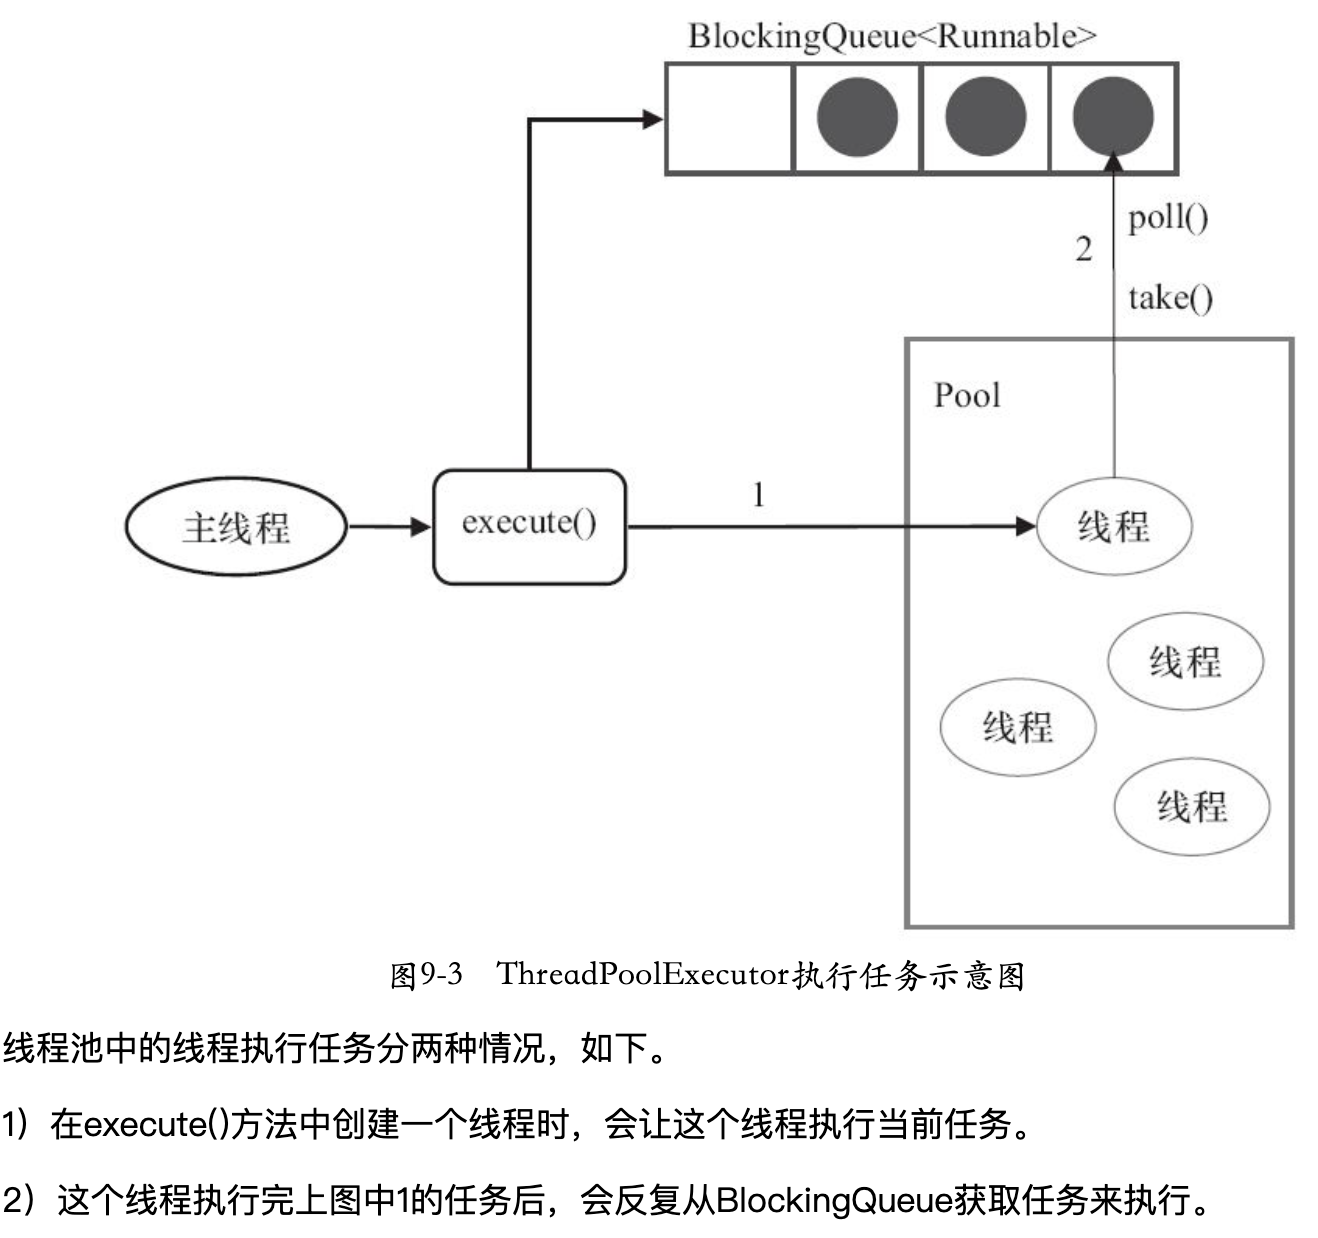 BlockingQueue<Runnable>
poll()
2
take()
Pool
主线程
execute()
1
线程
线程
线程
线程
图9-3 ThreadPoolExecutor执行任务示意图
线程池中的线程执行任务分两种情况，如下。
1）在execute()方法中创建一个线程时，会让这个线程执行当前任务。
2）这个线程执行完上图中1的任务后，会反复从BlockingQueue获取任务来执行。